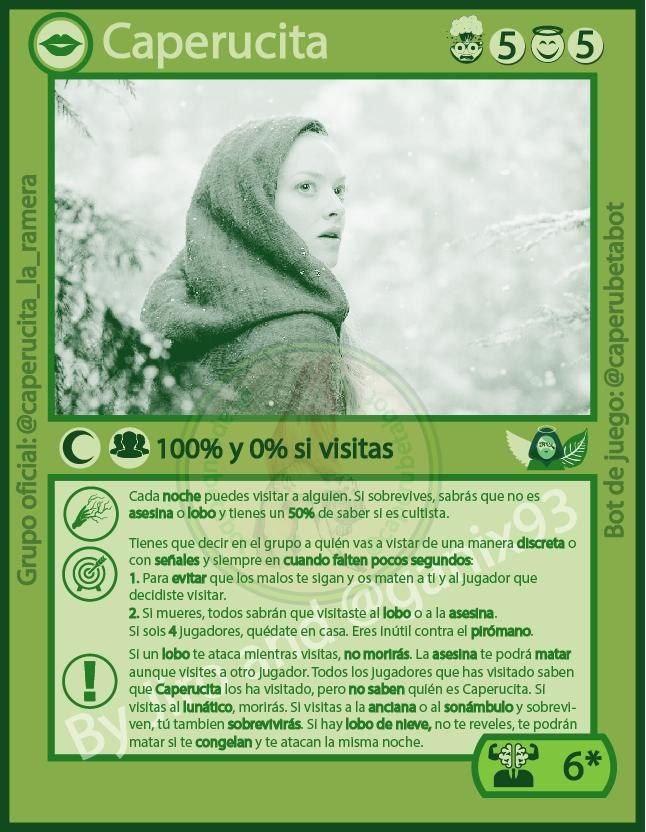 Caperucita
5 5
Grupo oficial: @caperucita_la_ramera
Bot de juego: @caperubetabot
100% y 0% si visitas
Cada noche puedes visitar a alguien. Si sobrevives, sabrás que no es
asesina o lobo y tienes un 50% de saber si es cultista.
Tienes que decir en el grupo a quién vas a vistar de una manera discreta o
con señales y siempre en cuando falten pocos segundos:
1. Para evitar que los malos te sigan y os maten a ti y al jugador que
decidiste visitar.
2. Si mueres, todos sabrán que visitaste al lobo o a la asesina.
Si sois 4 jugadores, quédate en casa. Eres inútil contra el pirómano.
Si un lobo te ataca mientras visitas, no morirás. La asesina te podrá matar
aunque visites a otro jugador. Todos los jugadores que has visitado saben
que Caperucita los ha visitado, pero no saben quién es Caperucita. Si
visitas al lunático, morirás. Si visitas a la anciana o al sonámbulo y sobrevi-
ven, tú tambien sobrevivirás. Si hay lobo de nieve, no te reveles, te podrán
matar si te congelan y te atacan la misma noche.
6*